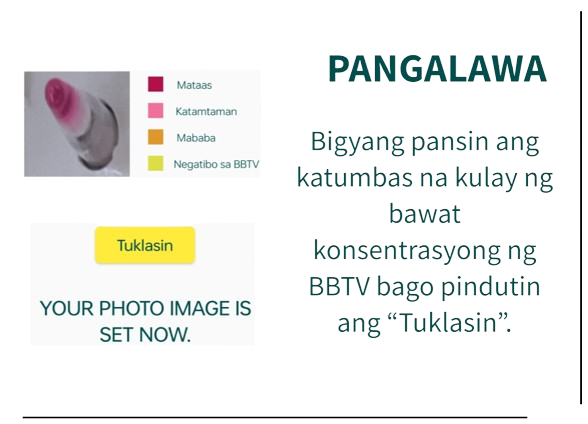 PANGALAWA
Mataas
Katamtaman
Mababa
Negatibo sa BBTV
Bigyang pansin ang
katumbas na kulay ng
bawat
konsentrasyong ng
BBTV bago pindutin
ang “Tuklasin”.
Tuklasin
YOUR PHOTO IMAGE IS
SET NOW.